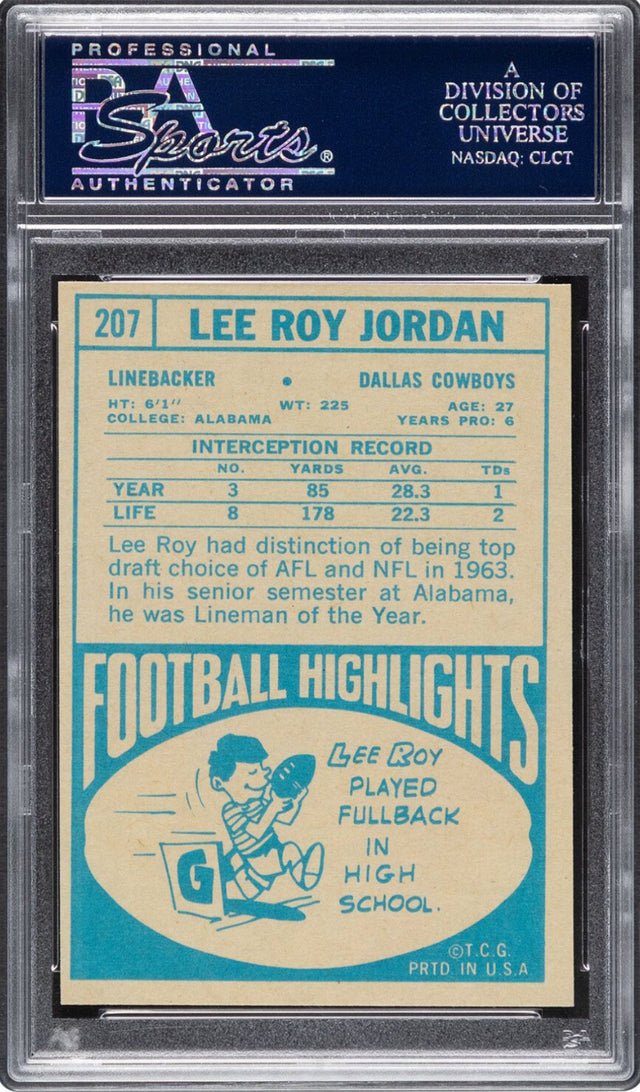 PROFESSIONAL
PSA
Sports®
AUTHENTICATOR
A
DIVISION OF
COLLECTORS
UNIVERSE
NASDAQ: CLCT
207 LEE ROY JORDAN
LINEBACKER • DALLAS COWBOYS
HT: 6'1" WT: 225 AGE: 27
COLLEGE: ALABAMA YEARS PRO: 6
INTERCEPTION RECORD
NO. YARDS AVG. TDs
YEAR 3 85 28.3 1
LIFE 8 178 22.3 2
Lee Roy had distinction of being top
draft choice of AFL and NFL in 1963.
In his senior semester at Alabama,
he was Lineman of the Year.
FOOTBALL HIGHLIGHTS
LEE ROY
PLAYED
FULLBACK
IN
HIGH
SCHOOL.
G
©T.C.G.
PRTD. IN U.S.A